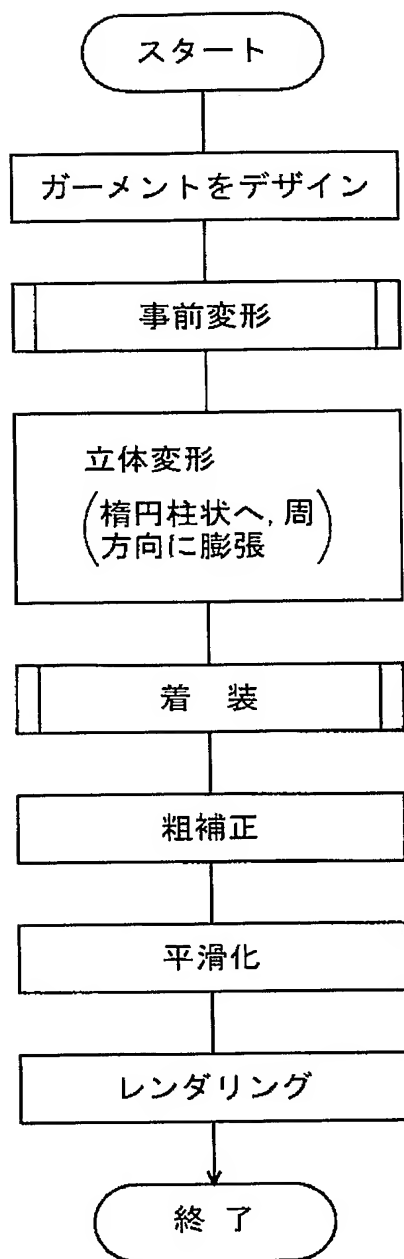 スタート
ガーメントをデザイン
事前変形
立体変形
(楕円柱状へ, 周
方向に膨張)
着 装
粗補正
平滑化
レンダリング
終 了